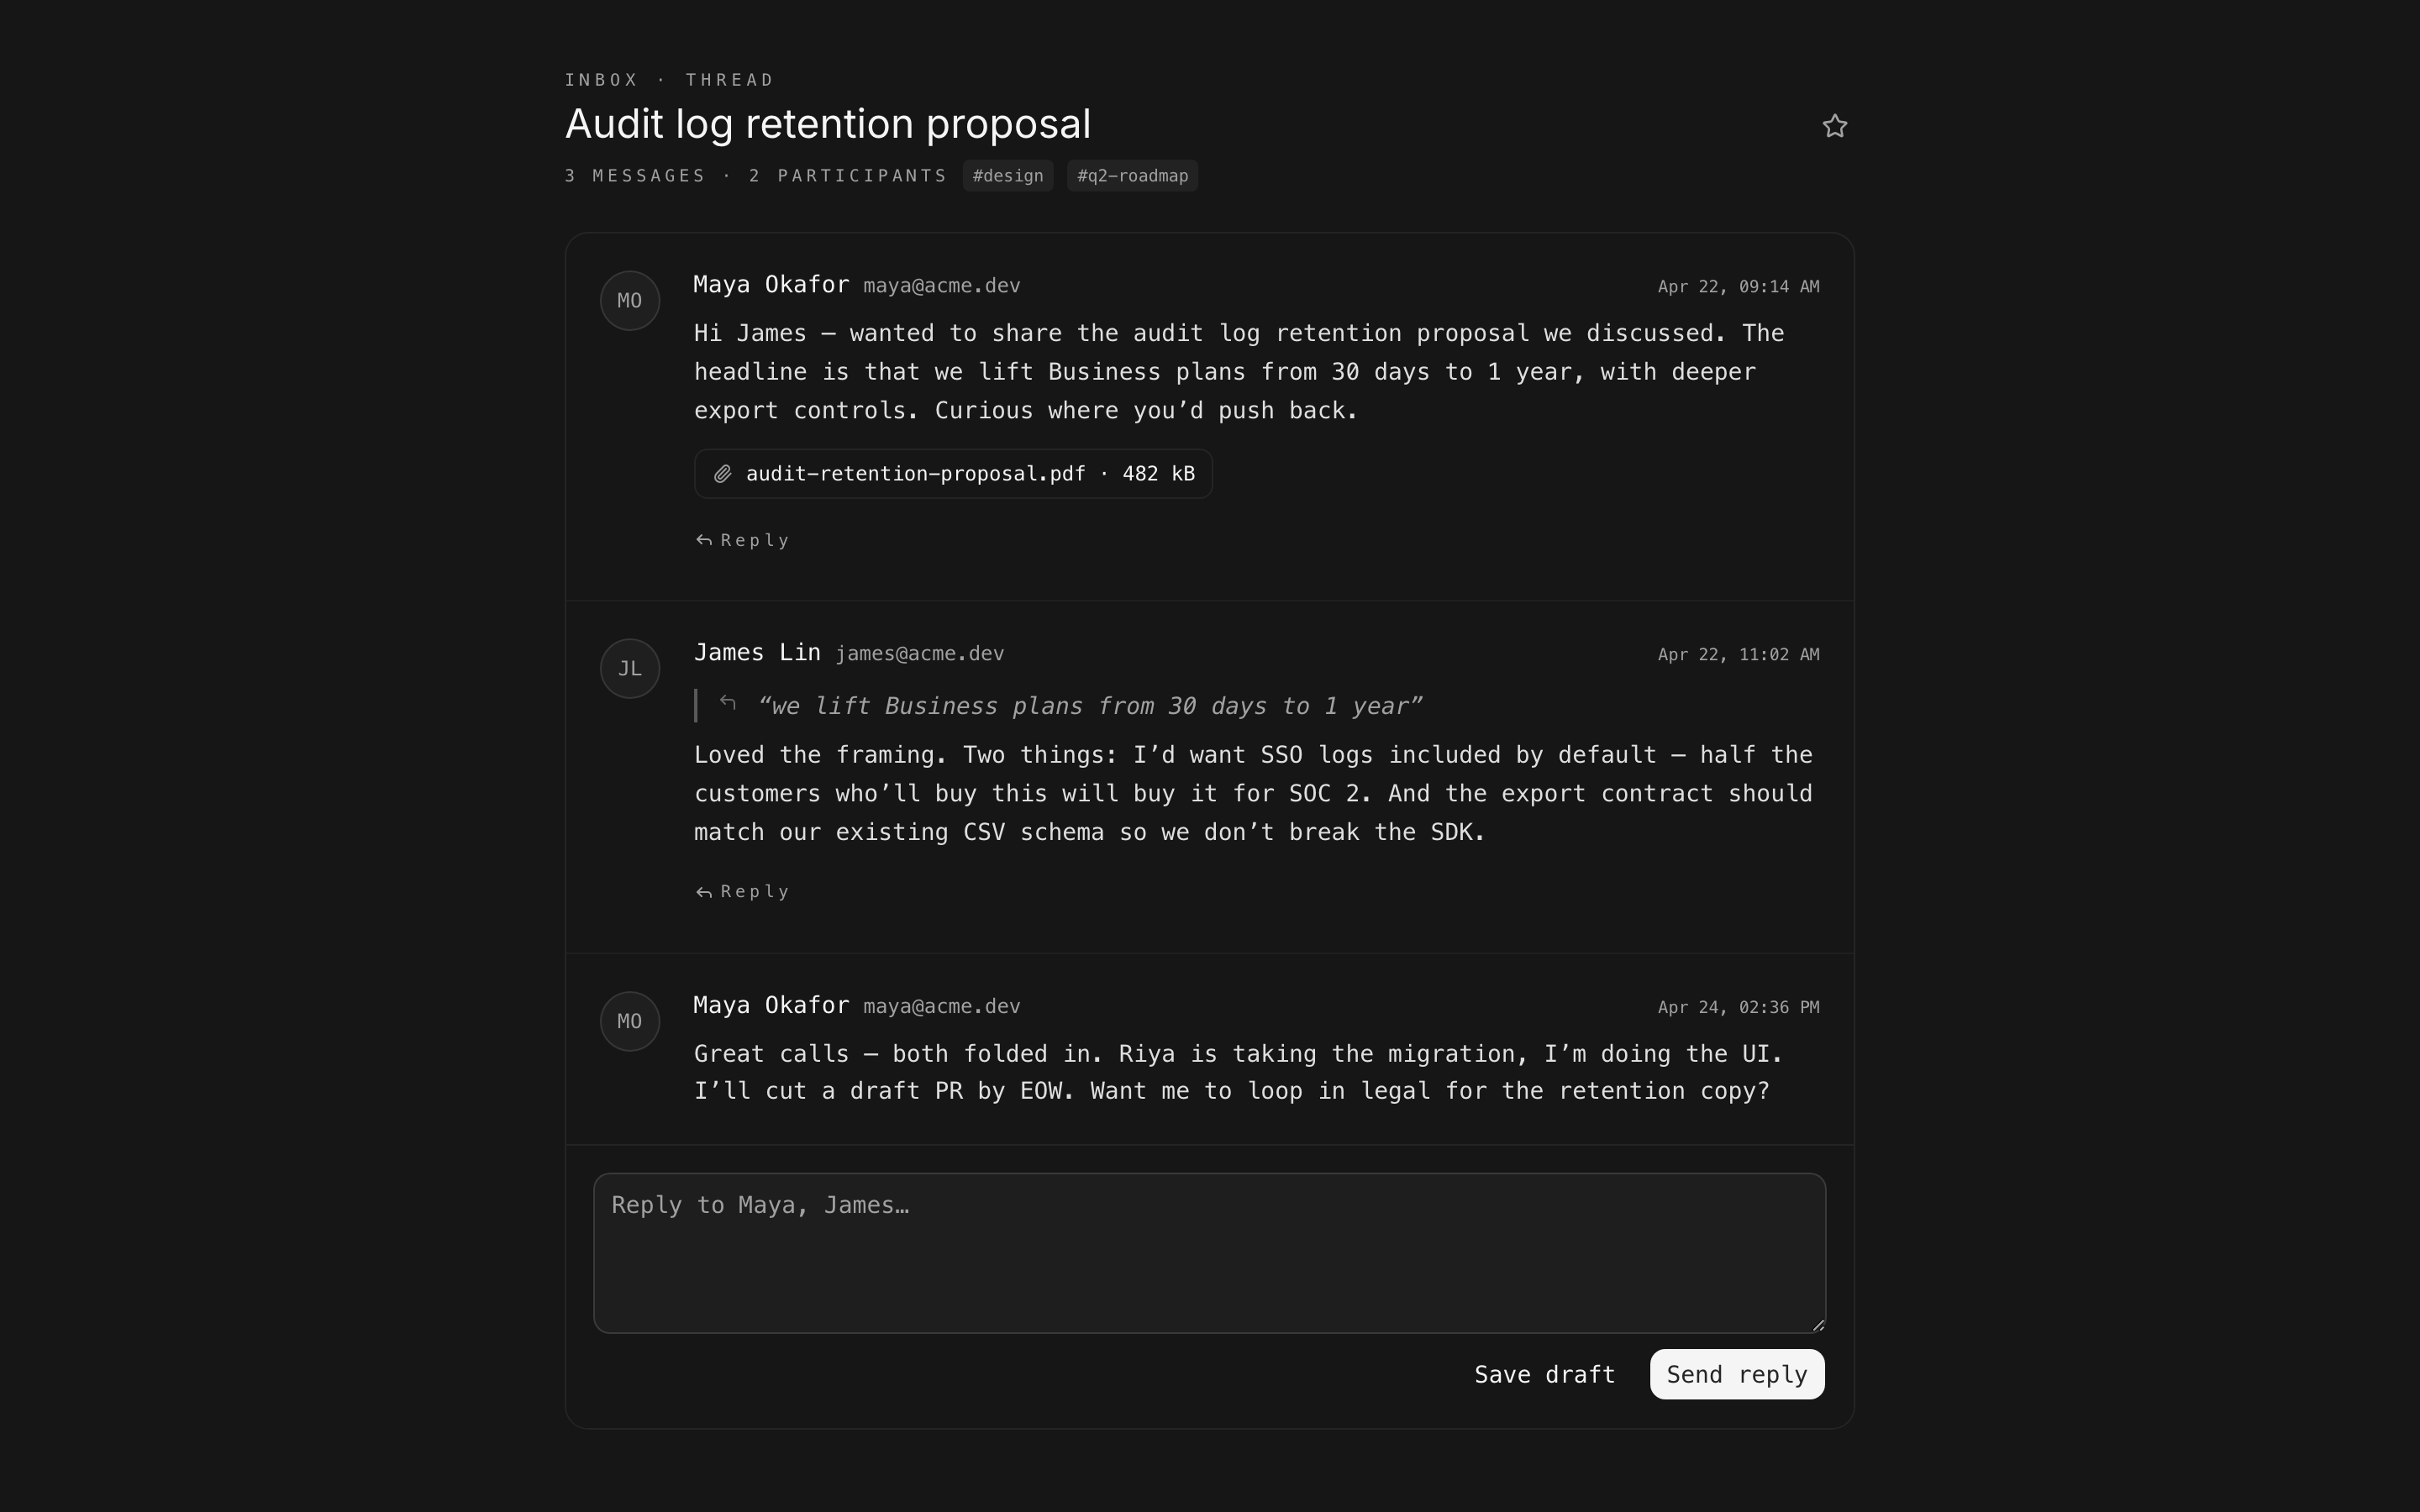 INBOX · THREAD
Audit log retention proposal
3 MESSAGES · 2 PARTICIPANTS #design #q2-roadmap
MO
Maya Okafor maya@acme.dev Apr 22, 09:14 AM
Hi James — wanted to share the audit log retention proposal we discussed. The
headline is that we lift Business plans from 30 days to 1 year, with deeper
export controls. Curious where you’d push back.
audit-retention-proposal.pdf · 482 kB
Reply
JL
James Lin james@acme.dev Apr 22, 11:02 AM
“we lift Business plans from 30 days to 1 year”
Loved the framing. Two things: I’d want SSO logs included by default — half the
customers who’ll buy this will buy it for SOC 2. And the export contract should
match our existing CSV schema so we don’t break the SDK.
Reply
MO
Maya Okafor maya@acme.dev Apr 24, 02:36 PM
Great calls — both folded in. Riya is taking the migration, I’m doing the UI.
I’ll cut a draft PR by EOW. Want me to loop in legal for the retention copy?
Reply to Maya, James…
Save draft Send reply